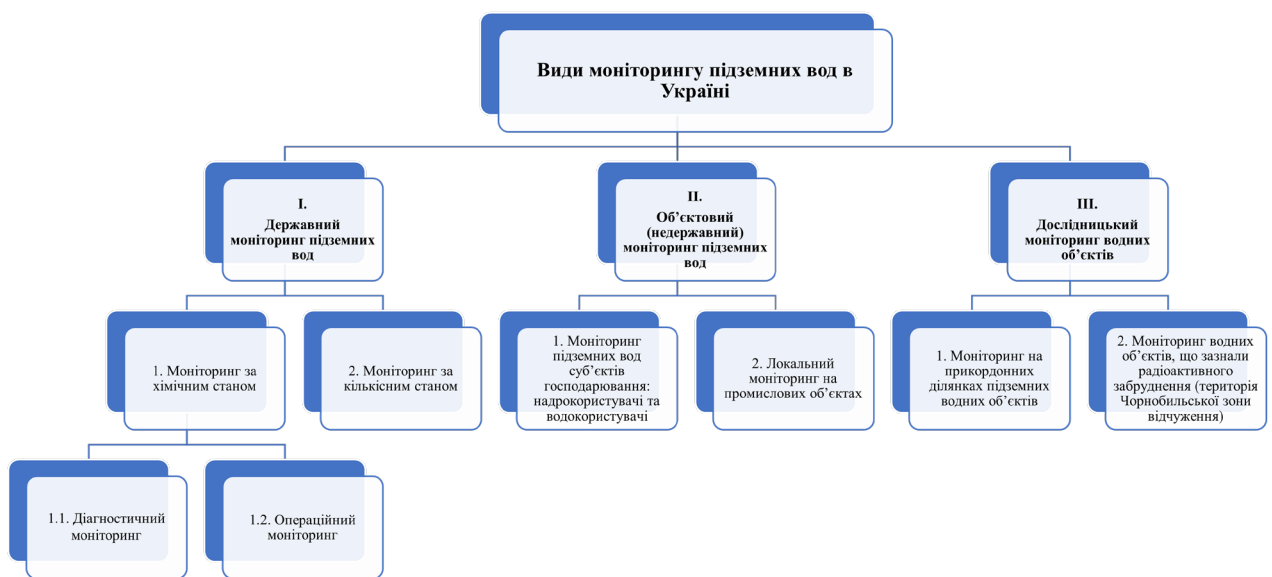 Види моніторингу підземних вод в
Україні
І.
Державний
моніторинг підземних
вод
ІІ.
Об’єктовий
(недержавний)
моніторинг підземних
вод
ІІІ.
Дослідницький
моніторинг водних
об’єктів
1. Моніторинг за
хімічним станом
2. Моніторинг за
кількісним станом
1. Моніторинг
підземних вод
суб’єктів
господарювання:
надрокористувачі та
водокористувачі
2. Локальний
моніторинг на
промислових об’єктах
1. Моніторинг на
прикордонних
ділянках підземних
водних об’єктів
2. Моніторинг водних
об’єктів, що зазнали
радіоактивного
забруднення (територія
Чорнобильської зони
відчуження)
1.1. Діагностичний
моніторинг
1.2. Операційний
моніторинг